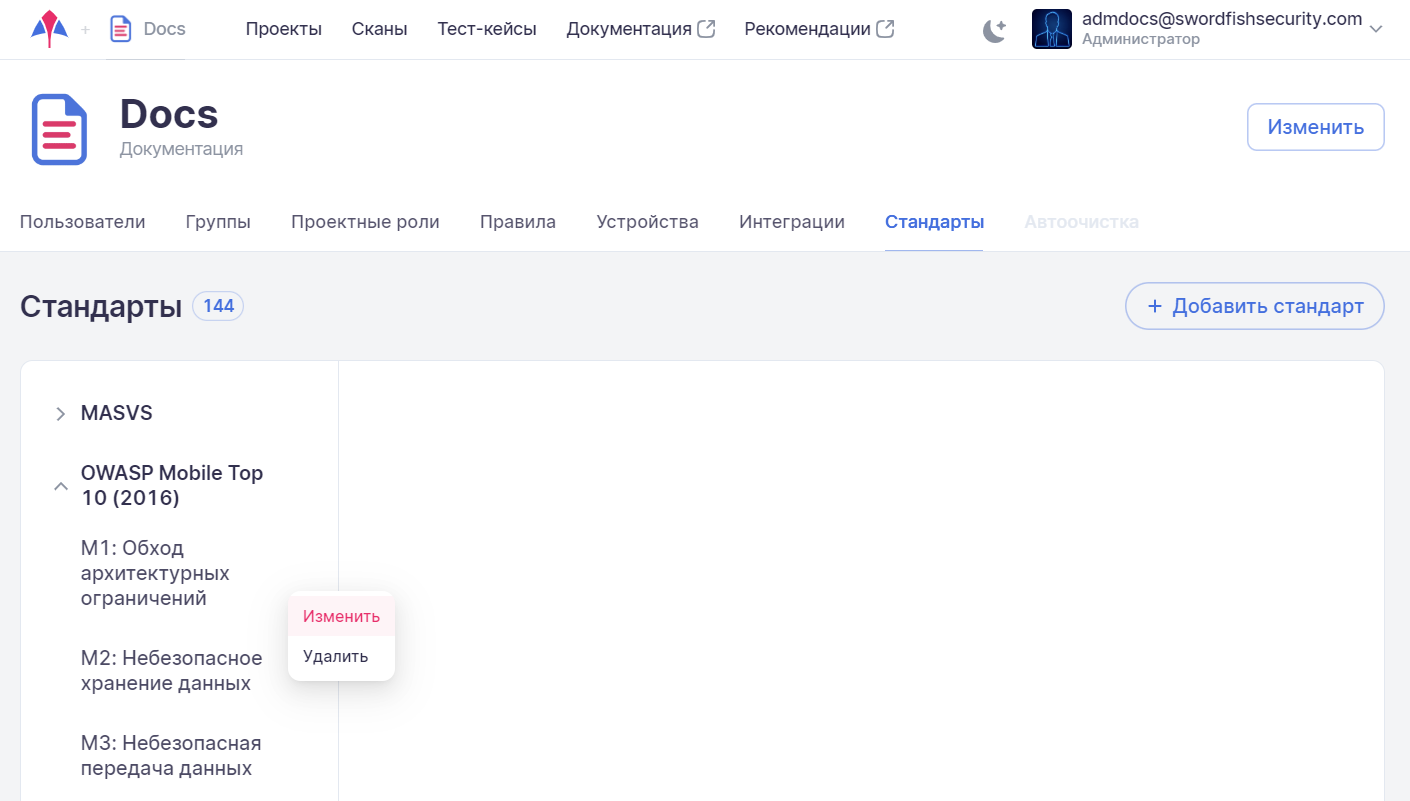 Docs
Проекты
Сканы
Тест-кейсы
Документация
Рекомендации
admdocs@swordfishsecurity.com
Администратор
Docs
Документация
Изменить
Пользователи
Группы
Проектные роли
Правила
Устройства
Интеграции
Стандарты
Автоочистка
Стандарты 144
+ Добавить стандарт
MASVS
OWASP Mobile Top
10 (2016)
M1: Обход
архитектурных
ограничений
Изменить
Удалить
M2: Небезопасное
хранение данных
M3: Небезопасная
передача данных